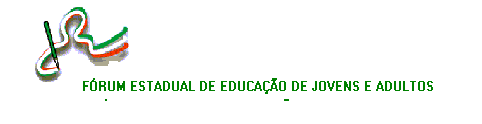 FÓRUM ESTADUAL DE EDUCAÇÃO DE JOVENS E ADULTOS